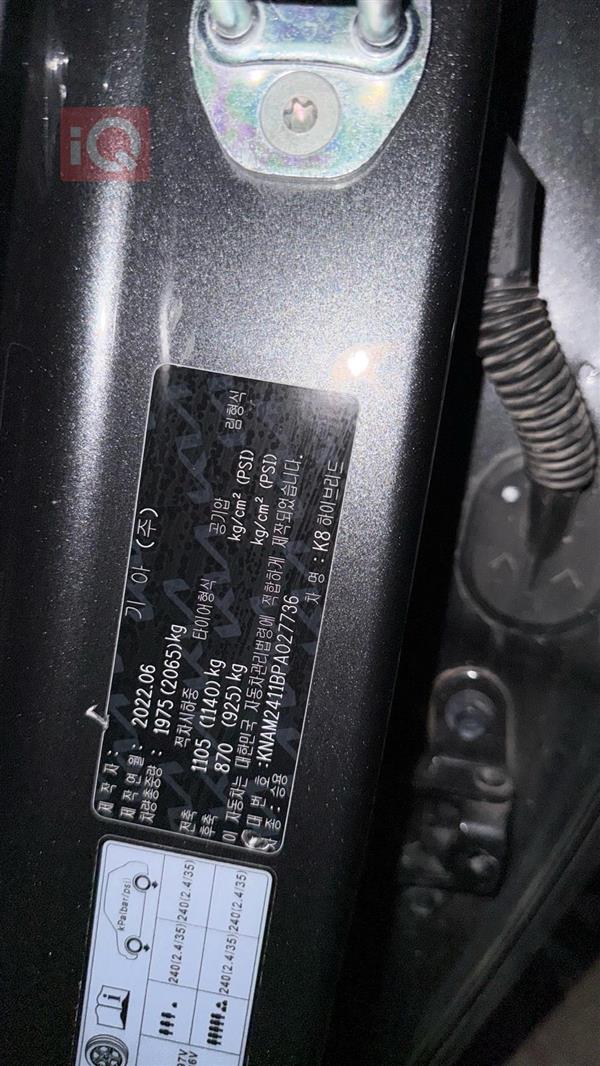 iQ
제작자 : 기아 (주)
제작연월 : 2022.06
차량총중량 : 1975(2065)kg
적차시하중 타이어형식 공기압 림형식
전축 1105 (1140)kg kg/cm² (PSI)
후축 870 (925)kg kg/cm² (PSI)
이 자동차는 대한민국 자동차관리법령에 적합하게 제작되었습니다.
차대번호 :KNAM2411BPA027736
차종 : 승용 차명 : K8 하이브리드
kPa(bar/psi)
240(2.4/35) 240(2.4/35)
240(2.4/35) 240(2.4/35)
97V
6V